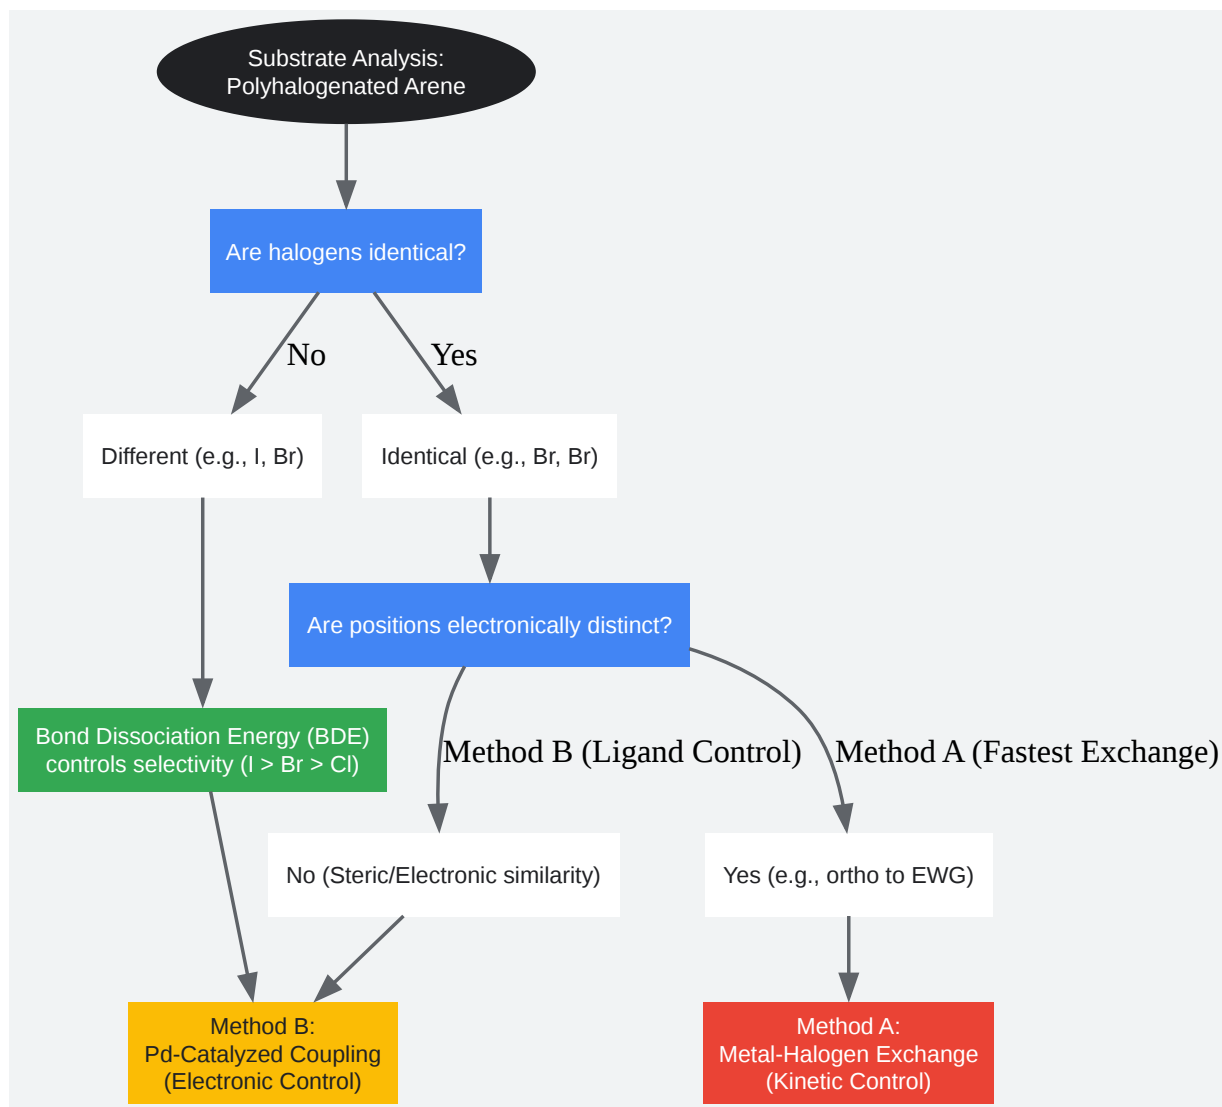 Substrate Analysis:
Polyhalogenated Arene
Are halogens identical?
No
Yes
Different (e.g., I, Br)
Identical (e.g., Br, Br)
Are positions electronically distinct?
Bond Dissociation Energy (BDE)
controls selectivity (I > Br > Cl)
Method B (Ligand Control)
Method A (Fastest Exchange)
No (Steric/Electronic similarity)
Yes (e.g., ortho to EWG)
Method B:
Pd-Catalyzed Coupling
(Electronic Control)
Method A:
Metal-Halogen Exchange
(Kinetic Control)